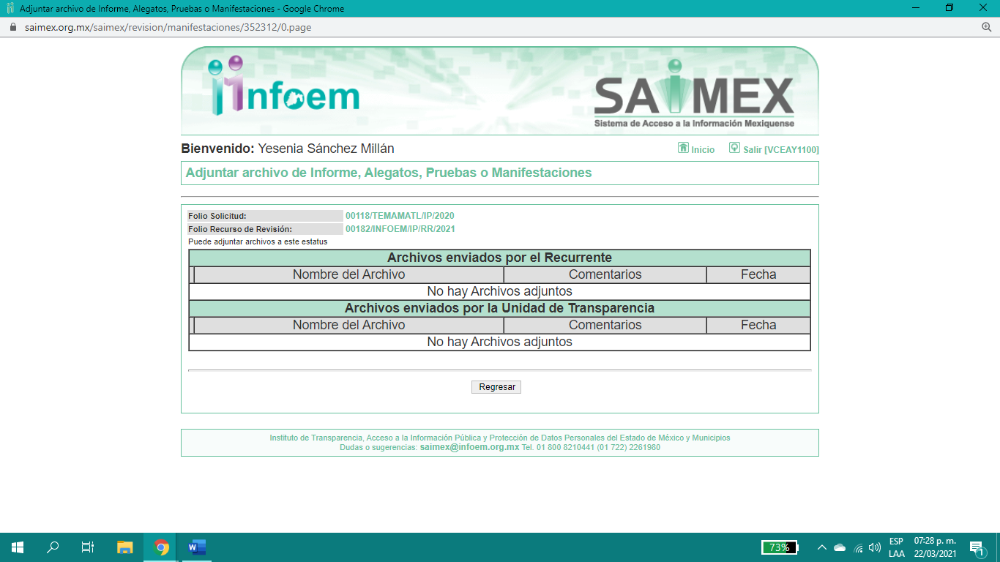 Adjuntar archivo de Informe, Alegatos, Pruebas o Manifestaciones - Google Chrome
saimex.org.mx/saimex/revision/manifestaciones/352312/0.page
infoem
SAIMEX
Sistema de Acceso a la Información Mexiquense
Bienvenido: Yesenia Sánchez Millán
Inicio Salir [VCEAY1100]
Adjuntar archivo de Informe, Alegatos, Pruebas o Manifestaciones
Folio Solicitud: 00118/TEMAMATL/IP/2020
Folio Recurso de Revisión: 00182/INFOEM/IP/RR/2021
Puede adjuntar archivos a este estatus
Archivos enviados por el Recurrente
Nombre del Archivo Comentarios Fecha
No hay Archivos adjuntos
Archivos enviados por la Unidad de Transparencia
Nombre del Archivo Comentarios Fecha
No hay Archivos adjuntos
Regresar
Instituto de Transparencia, Acceso a la Información Pública y Protección de Datos Personales del Estado de México y Municipios
Dudas o sugerencias: saimex@infoem.org.mx Tel. 01 800 8210441 (01 722) 2261980
73%
ESP
LAA
07:28 p. m.
22/03/2021
1